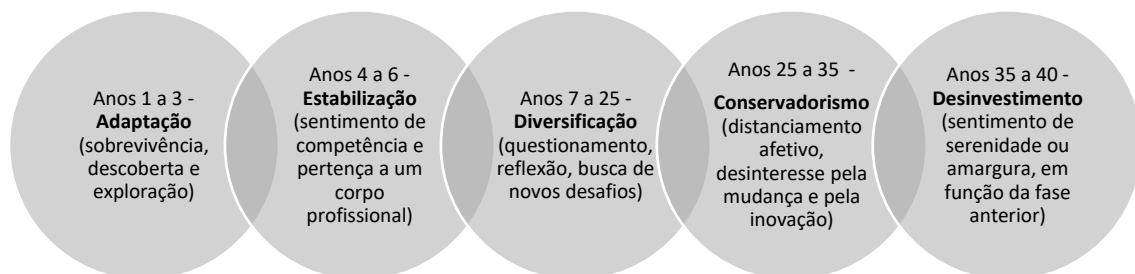 Anos 1 a 3 -
Adaptação
(sobrevivência,
descoberta e
exploração)
Anos 4 a 6 -
Estabilização
(sentimento de
competência e
pertença a um
corpo
profissional)
Anos 7 a 25 -
Diversificação
(questionamento,
reflexão, busca de
novos desafios)
Anos 25 a 35 -
Conservadorismo
(distanciamento
afetivo,
desinteresse pela
mudança e pela
inovação)
Anos 35 a 40 -
Desinvestimento
(sentimento de
serenidade ou
amargura, em
função da fase
anterior)